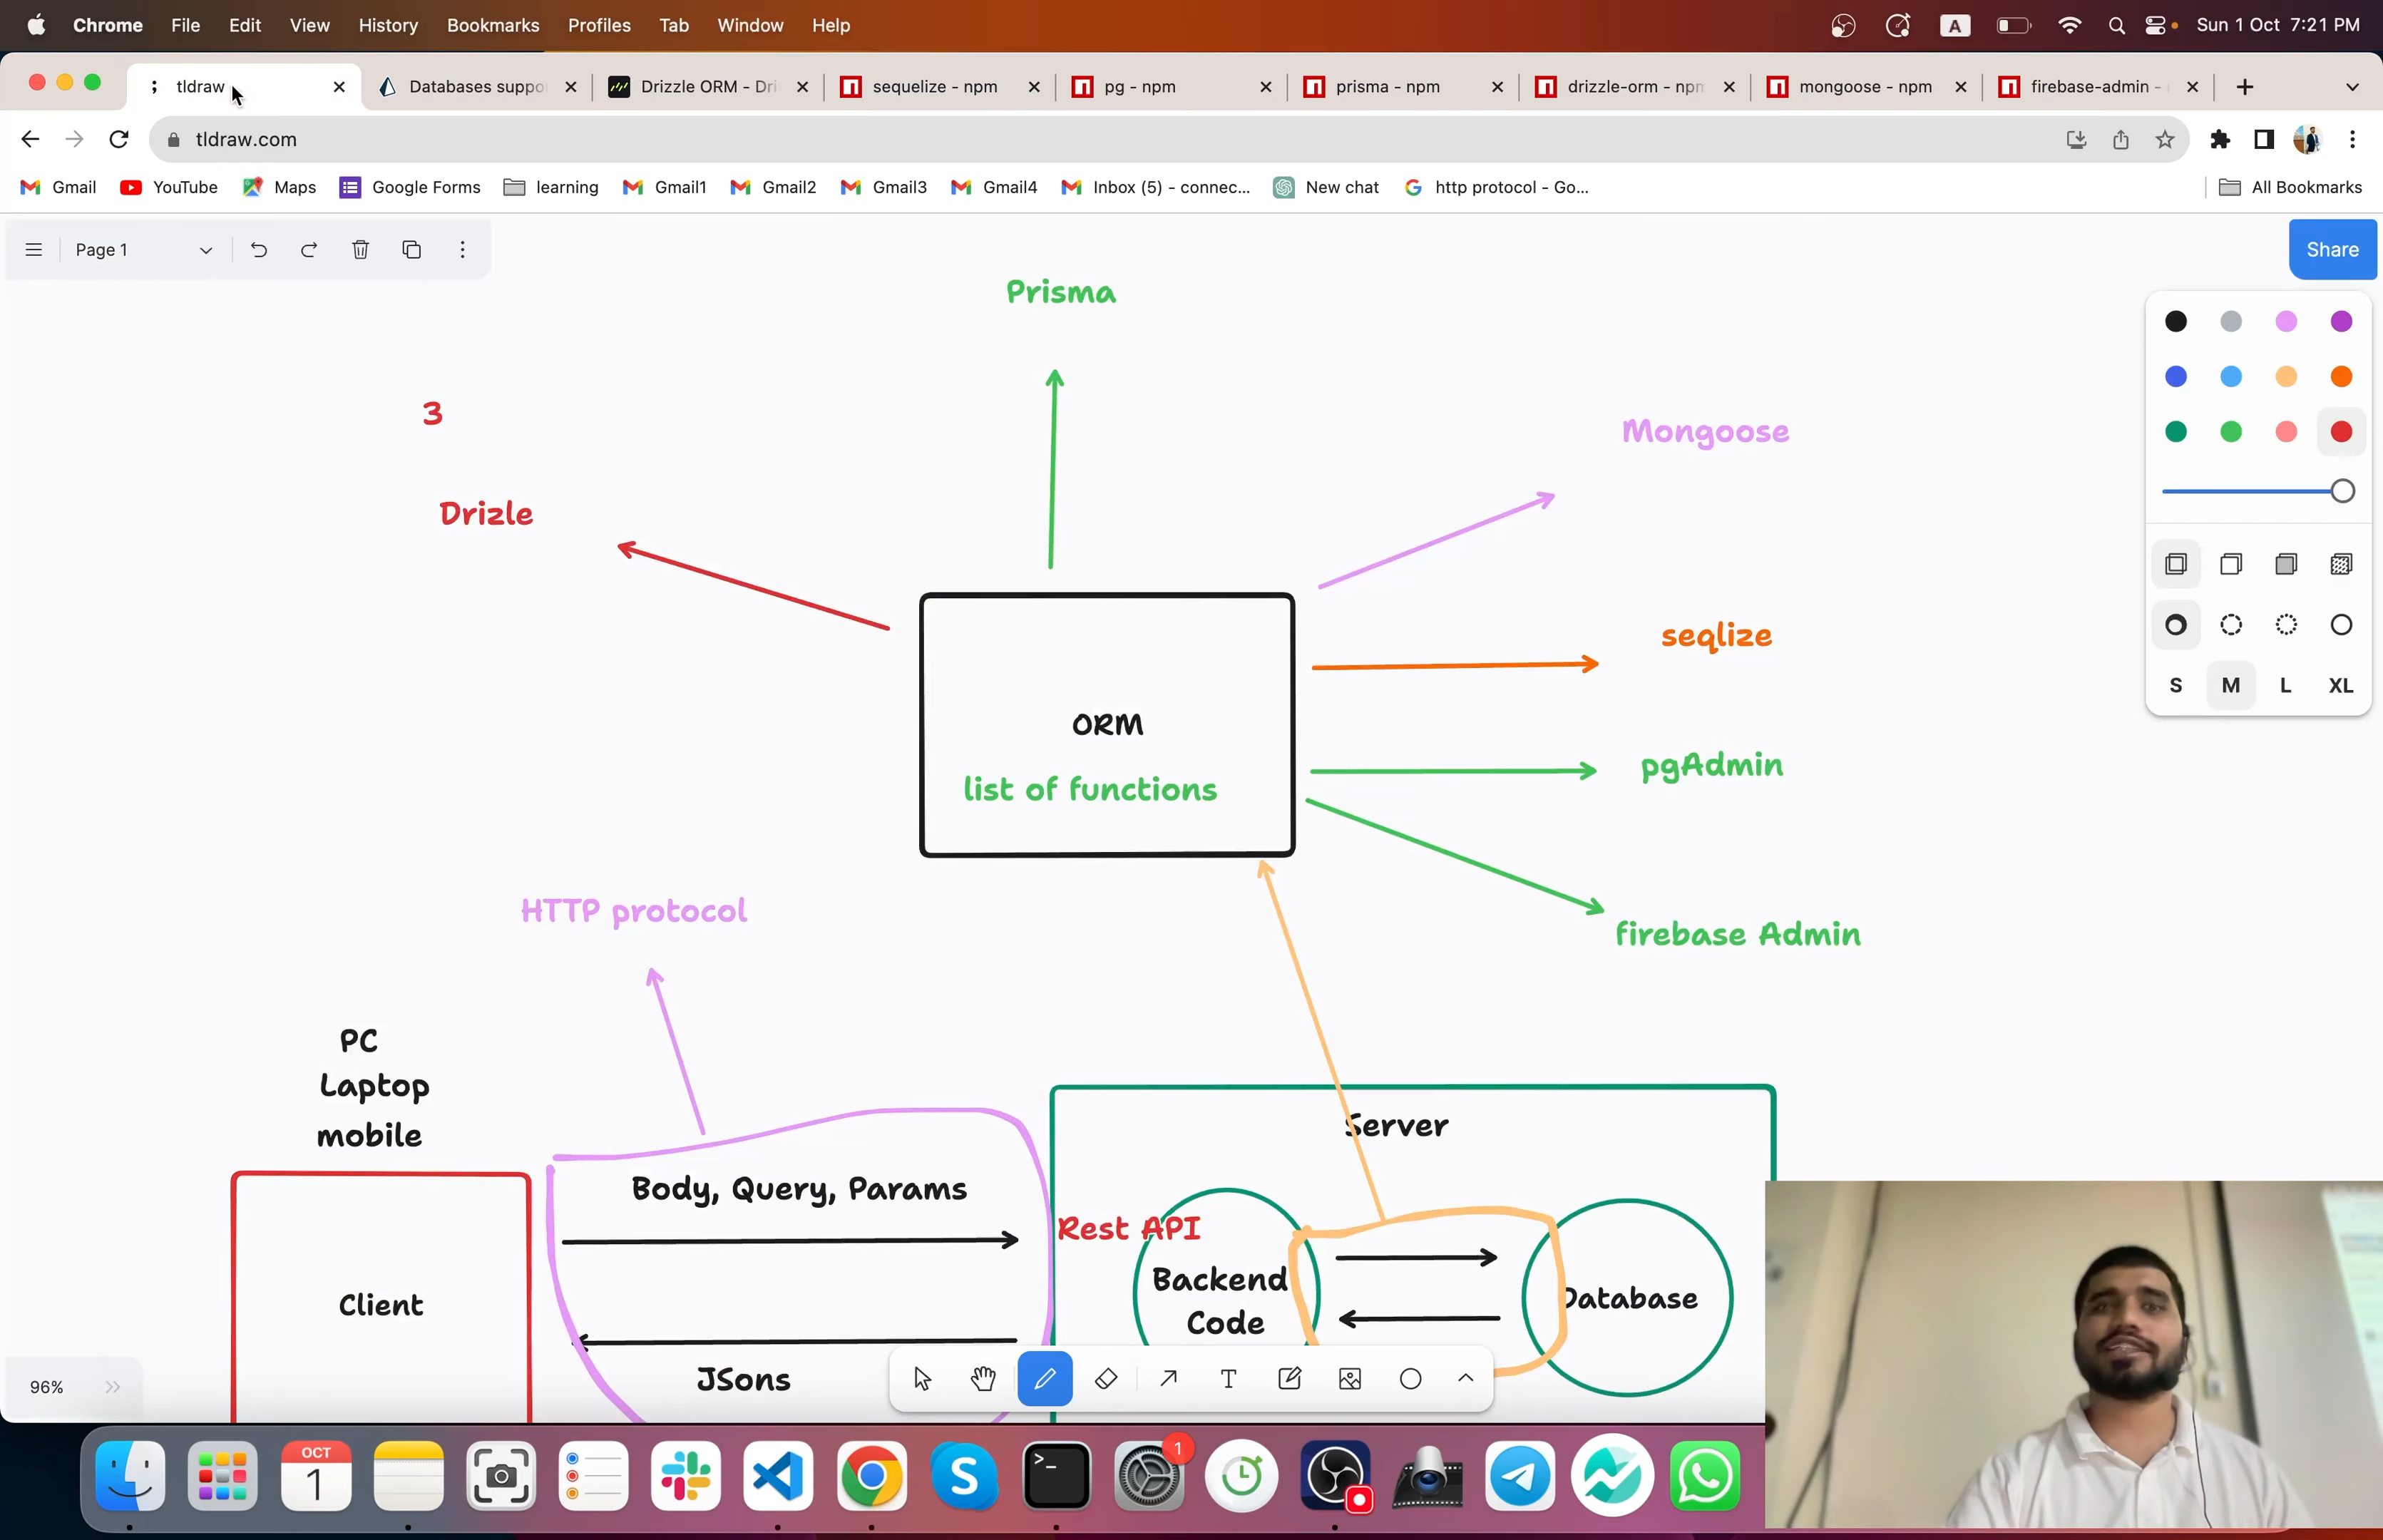 Chrome File Edit View History Bookmarks Profiles Tab Window Help A Sun 1 Oct 7:21 PM
tldraw Databases suppo Drizzle ORM - Dri sequelize - npm pg - npm prisma - npm drizzle-orm - npm mongoose - npm firebase-admin -
tldraw.com
Gmail YouTube Maps Google Forms learning Gmail1 Gmail2 Gmail3 Gmail4 Inbox (5) - connec... New chat http protocol - Go... All Bookmarks
Page 1 Share
Prisma
3
Mongoose
Drizle
seqlize
S M L XL
ORM
pgAdmin
list of functions
HTTP protocol
firebase Admin
PC
Laptop
mobile
Server
Body, Query, Params
Rest API
Backend
Code
Database
Client
JSons
96%
OCT
1
S
>_
1